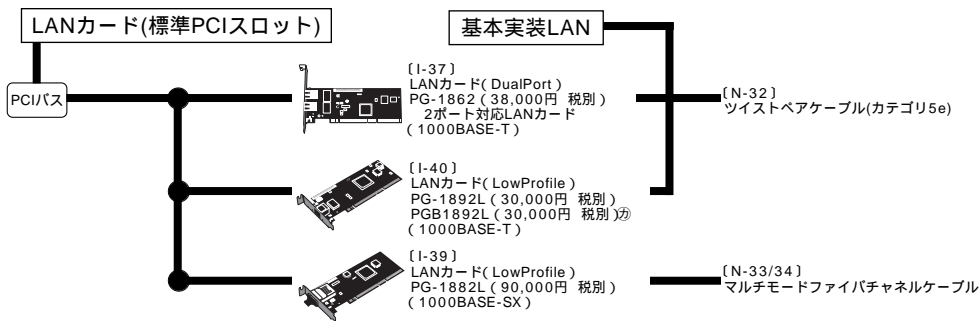 LANカード(標準PCIスロット)
基本実装LAN
PCIバス
〔I-37〕
LANカード(DualPort)
PG-1862(38,000円 税別)
2ポート対応LANカード
(1000BASE-T)
〔N-32〕
ツイストペアケーブル(カテゴリ5e)
〔I-40〕
LANカード(LowProfile)
PG-1892L(30,000円 税別)
PGB1892L(30,000円 税別)㋕
(1000BASE-T)
〔I-39〕
LANカード(LowProfile)
PG-1882L(90,000円 税別)
(1000BASE-SX)
〔N-33/34〕
マルチモードファイバチャネルケーブル